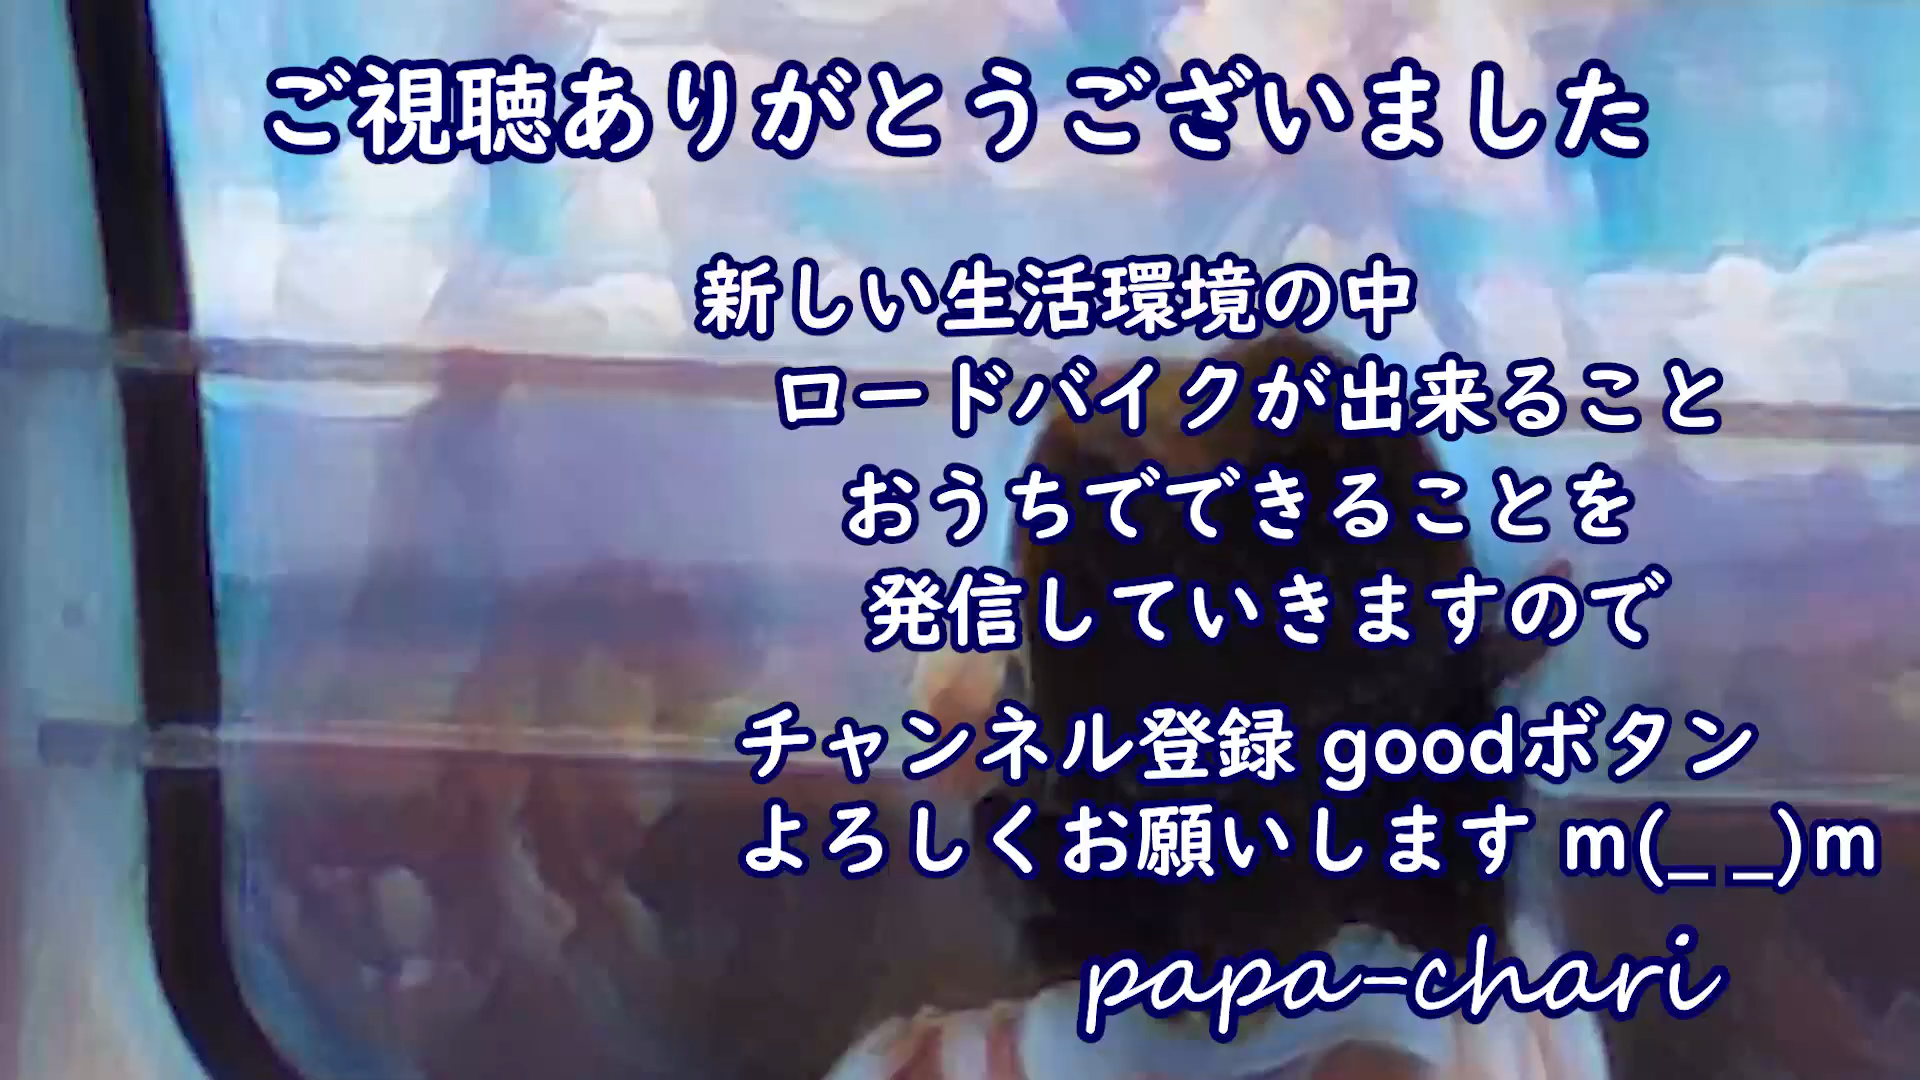 ご視聴ありがとうございました
新しい生活環境の中
ロードバイクが出来ること
おうちでできることを
発信していきますので
チャンネル登録 goodボタン
よろしくお願いします m(_ _)m
papa-chari